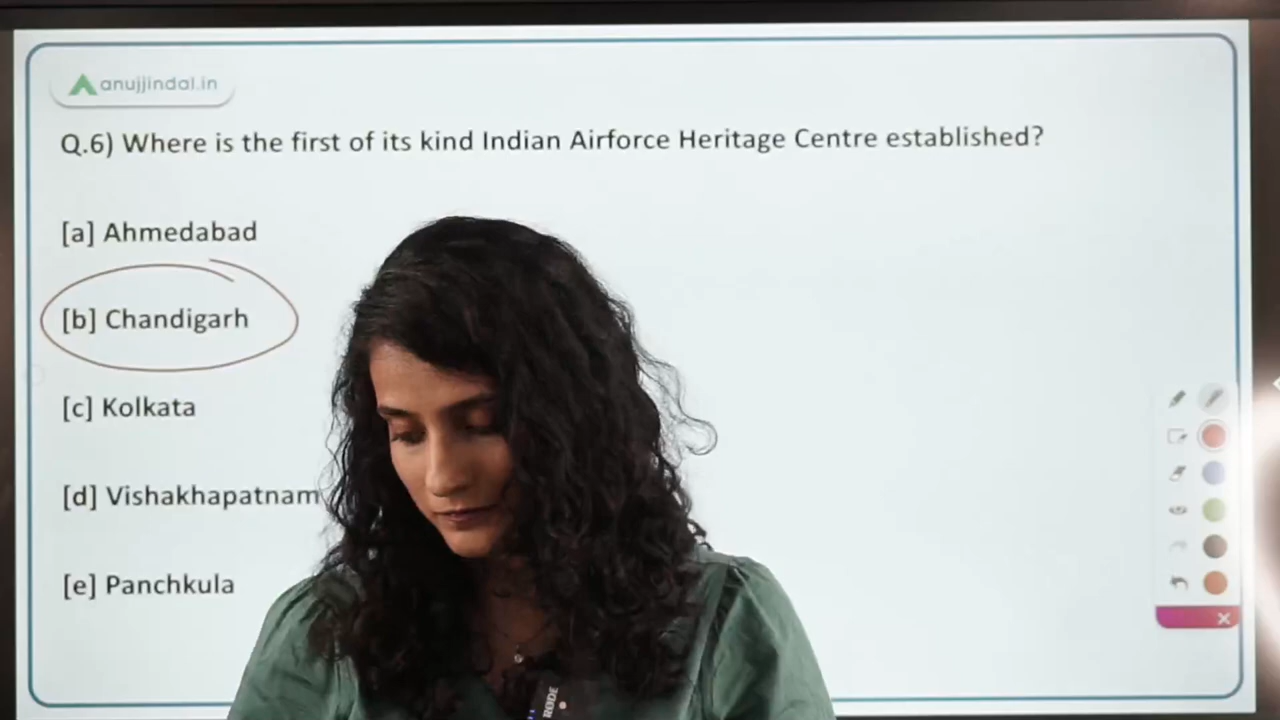 anujjindal.in
Q.6) Where is the first of its kind Indian Airforce Heritage Centre established?
[a] Ahmedabad
[b] Chandigarh
[c] Kolkata
[d] Vishakhapatnam
[e] Panchkula
RØDE